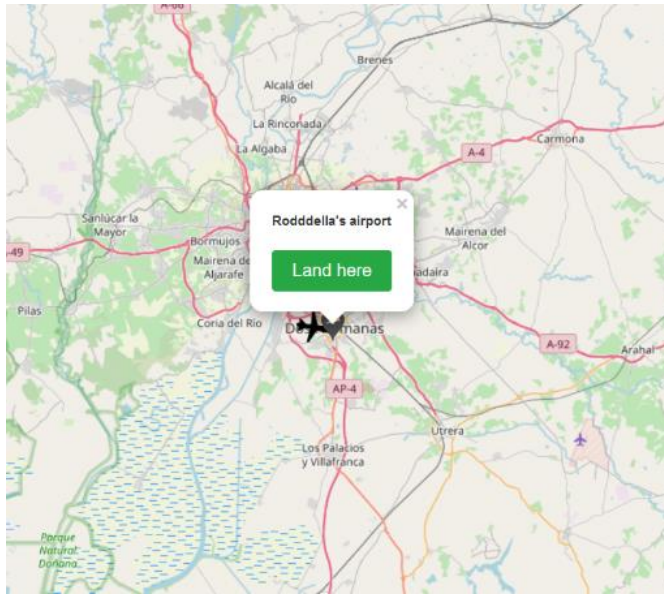 A-66
Brenes
Alcalá del
Río
La Rinconada
A-4
Carmona
La Algaba
×
Sanlúcar la
Mayor
Rodddella's airport
Mairena del
Alcor
A-49
Bormujos
Mairena del
Aljarafe
Land here
adaira
Pilas
Coria del Río
Dos manas
A-92
Arahal
AP-4
Utrera
Los Palacios
y Villafranca
Parque
Natural
Doñana